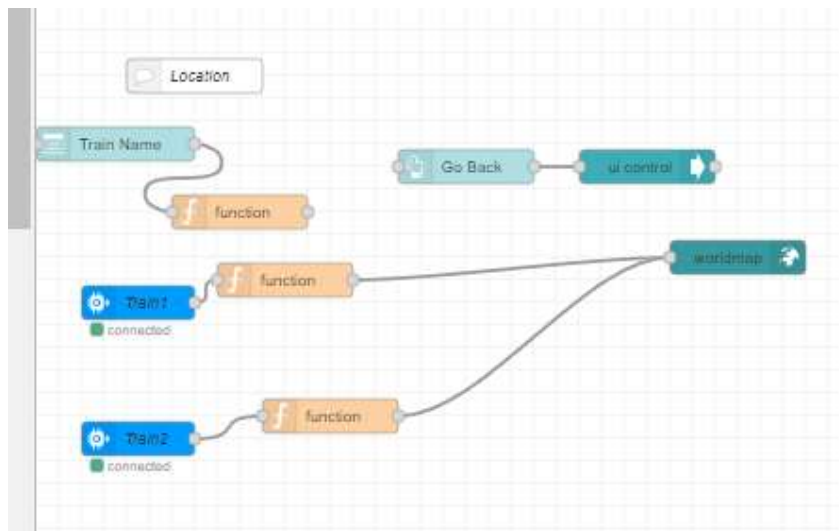 Location
Train Name
Go Back
ui control
function
worldmap
function
Train1
connected
function
Train2
connected